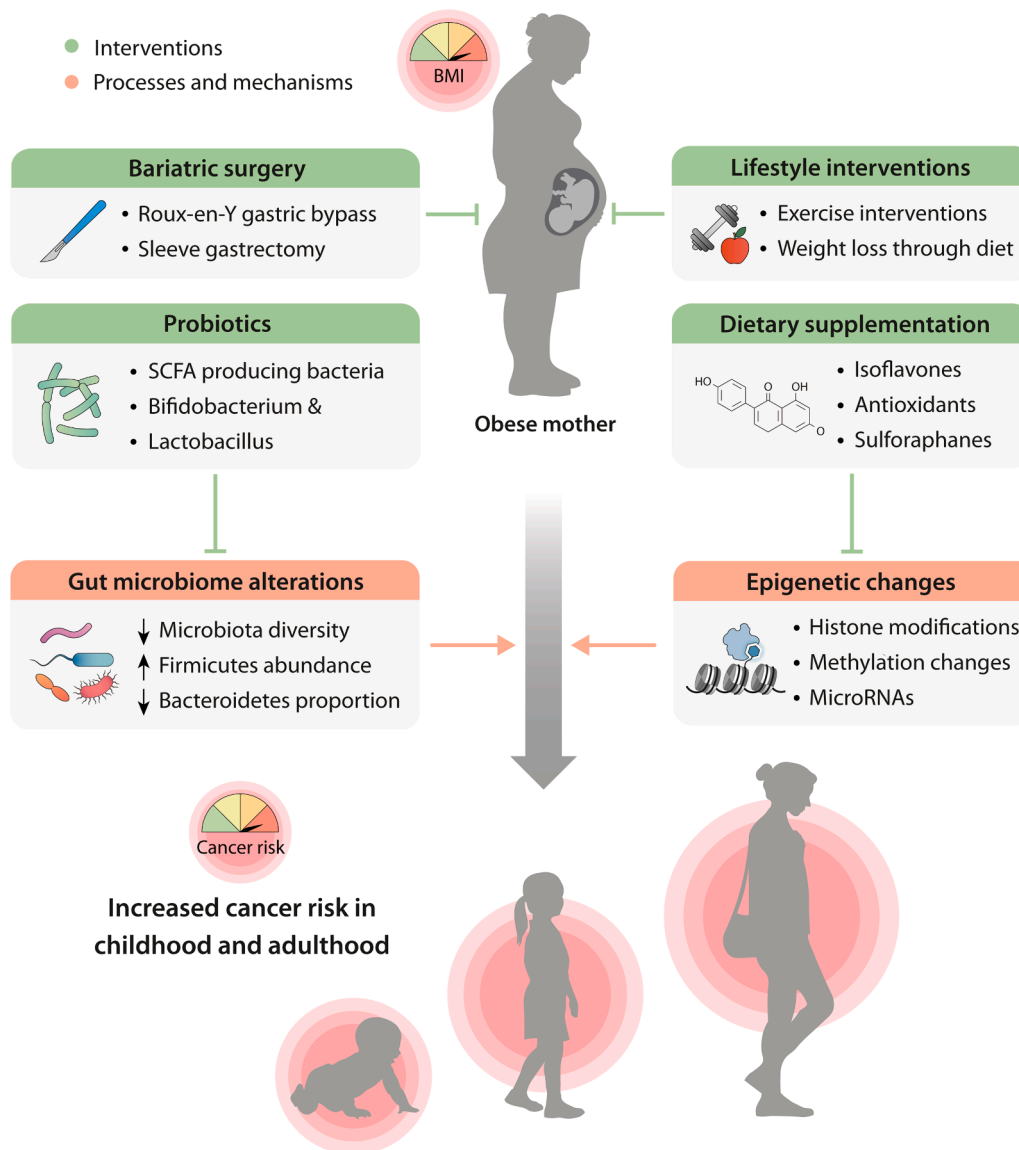 Interventions
Processes and mechanisms
BMI
Bariatric surgery
• Roux-en-Y gastric bypass
• Sleeve gastrectomy
Lifestyle interventions
• Exercise interventions
• Weight loss through diet
Probiotics
• SCFA producing bacteria
• Bifidobacterium &
• Lactobacillus
Dietary supplementation
HO
O
OH
O
• Isoflavones
• Antioxidants
• Sulforaphanes
Obese mother
Gut microbiome alterations
↓ Microbiota diversity
↑ Firmicutes abundance
↓ Bacteroidetes proportion
Epigenetic changes
• Histone modifications
• Methylation changes
• MicroRNAs
Cancer risk
Increased cancer risk in
childhood and adulthood